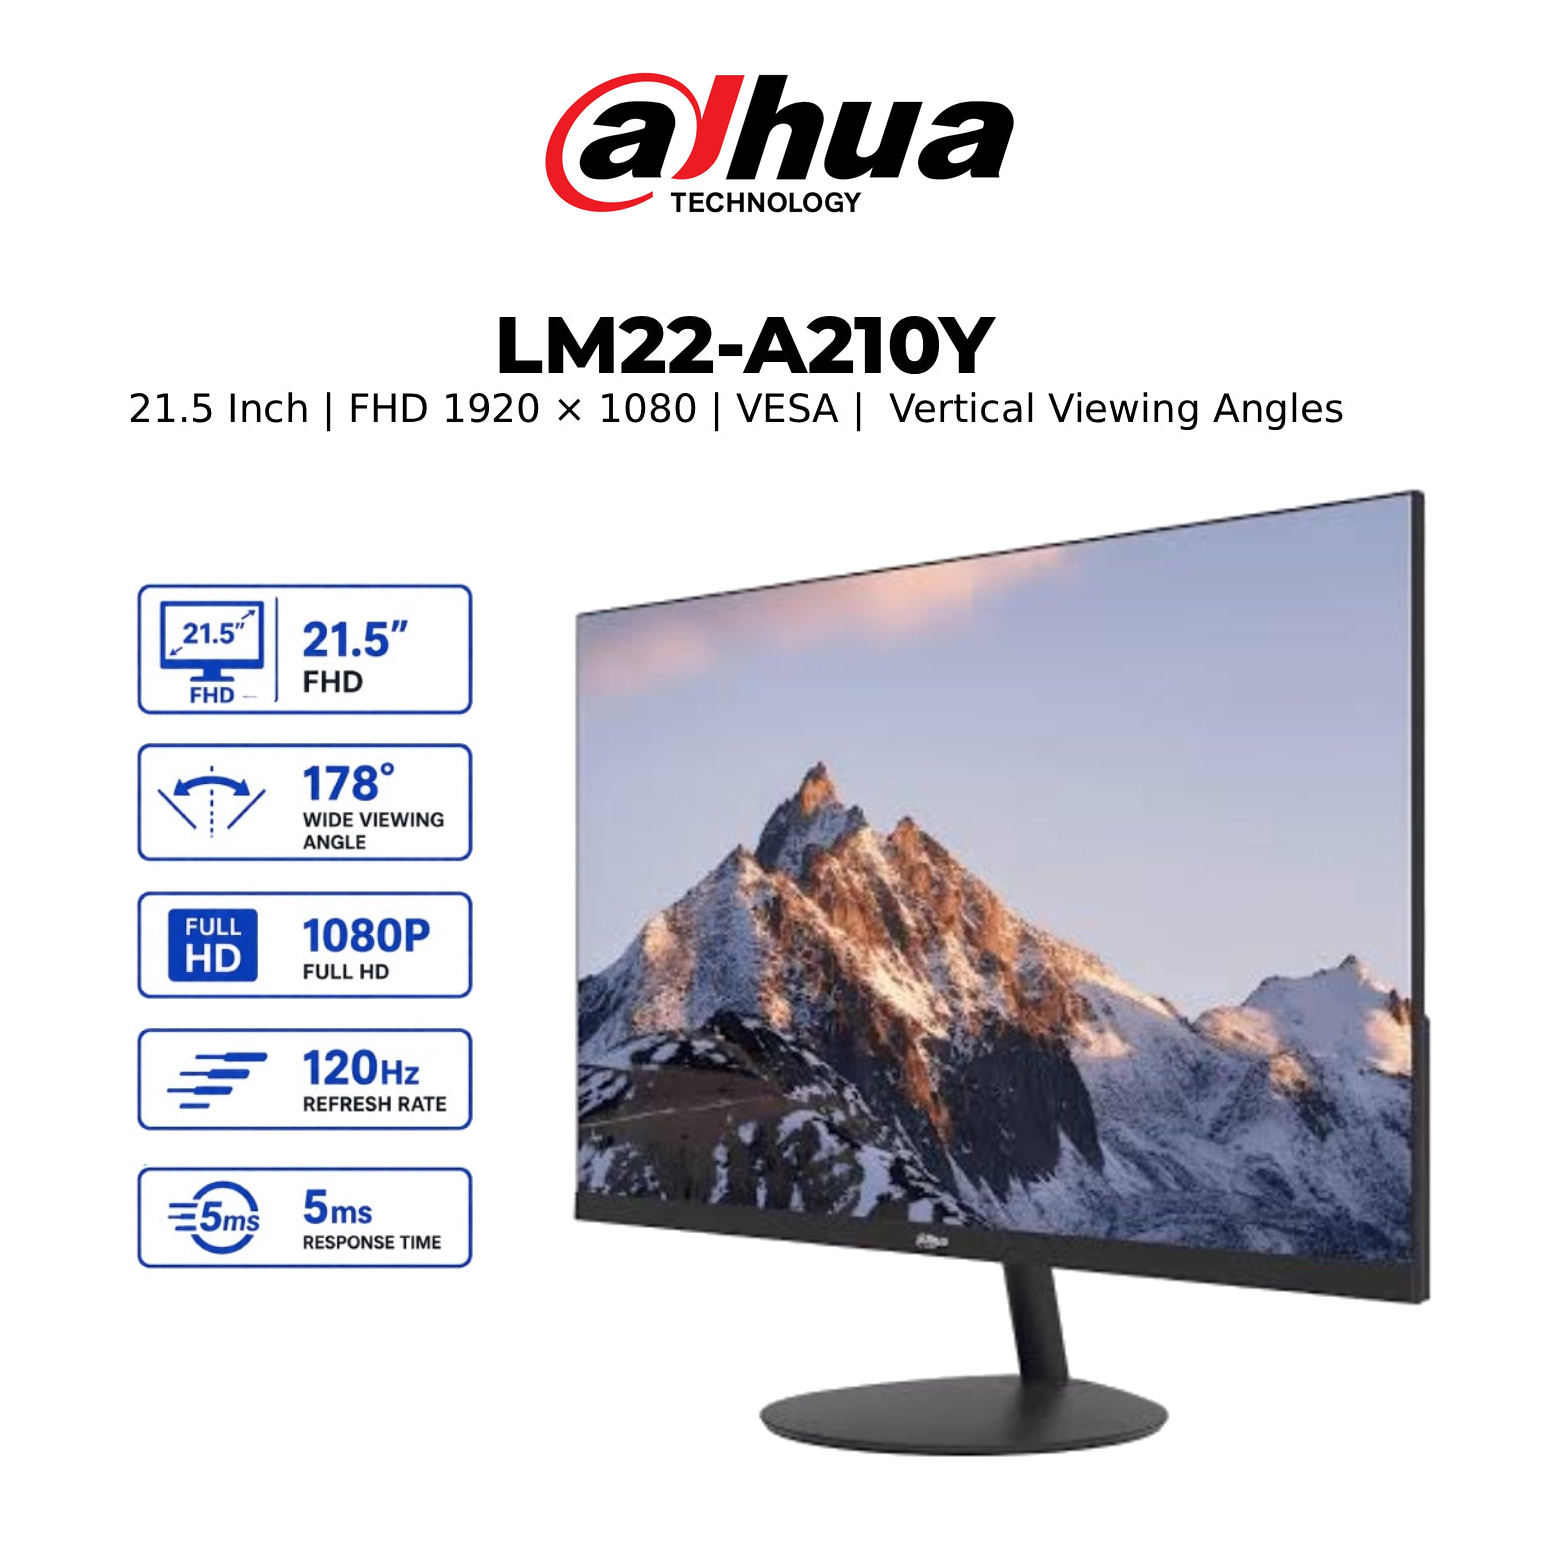 alhua
TECHNOLOGY
LM22-A210Y
21.5 Inch | FHD 1920 × 1080 | VESA | Vertical Viewing Angles
21.5”
FHD
21.5”
FHD
178°
WIDE VIEWING
ANGLE
FULL
HD
1080P
FULL HD
120Hz
REFRESH RATE
5ms
5ms
RESPONSE TIME
alhua